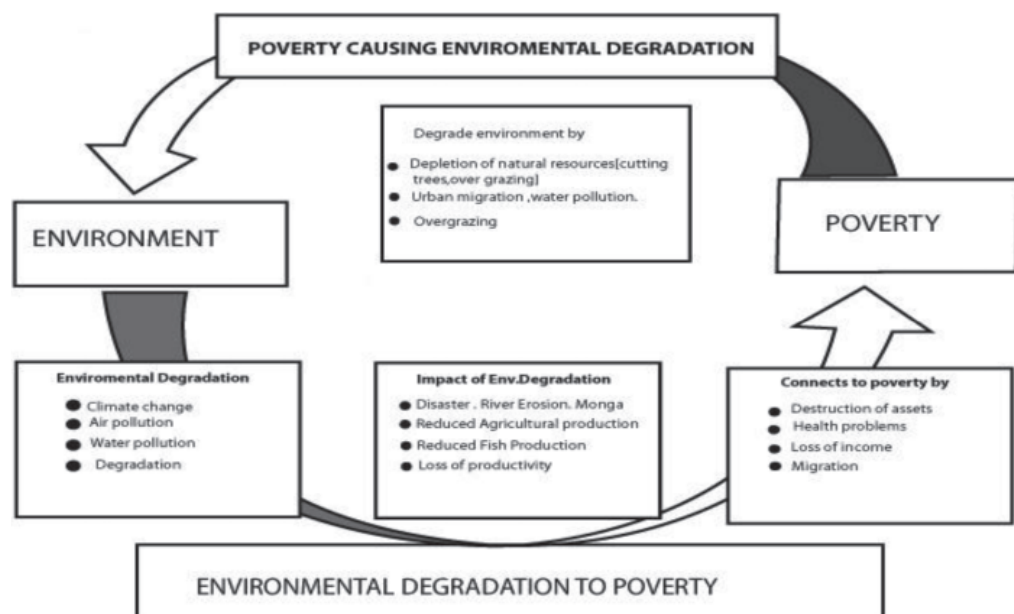 POVERTY CAUSING ENVIROMENTAL DEGRADATION
Degrade environment by
Depletion of natural resources[cutting
trees,over grazing]
Urban migration ,water pollution.
Overgrazing
ENVIRONMENT
POVERTY
Enviromental Degradation
Climate change
Air pollution
Water pollution
Degradation
Impact of Env.Degradation
Disaster . River Erosion. Monga
Reduced Agricultural production
Reduced Fish Production
Loss of productivity
Connects to poverty by
Destruction of assets
Health problems
Loss of income
Migration
ENVIRONMENTAL DEGRADATION TO POVERTY